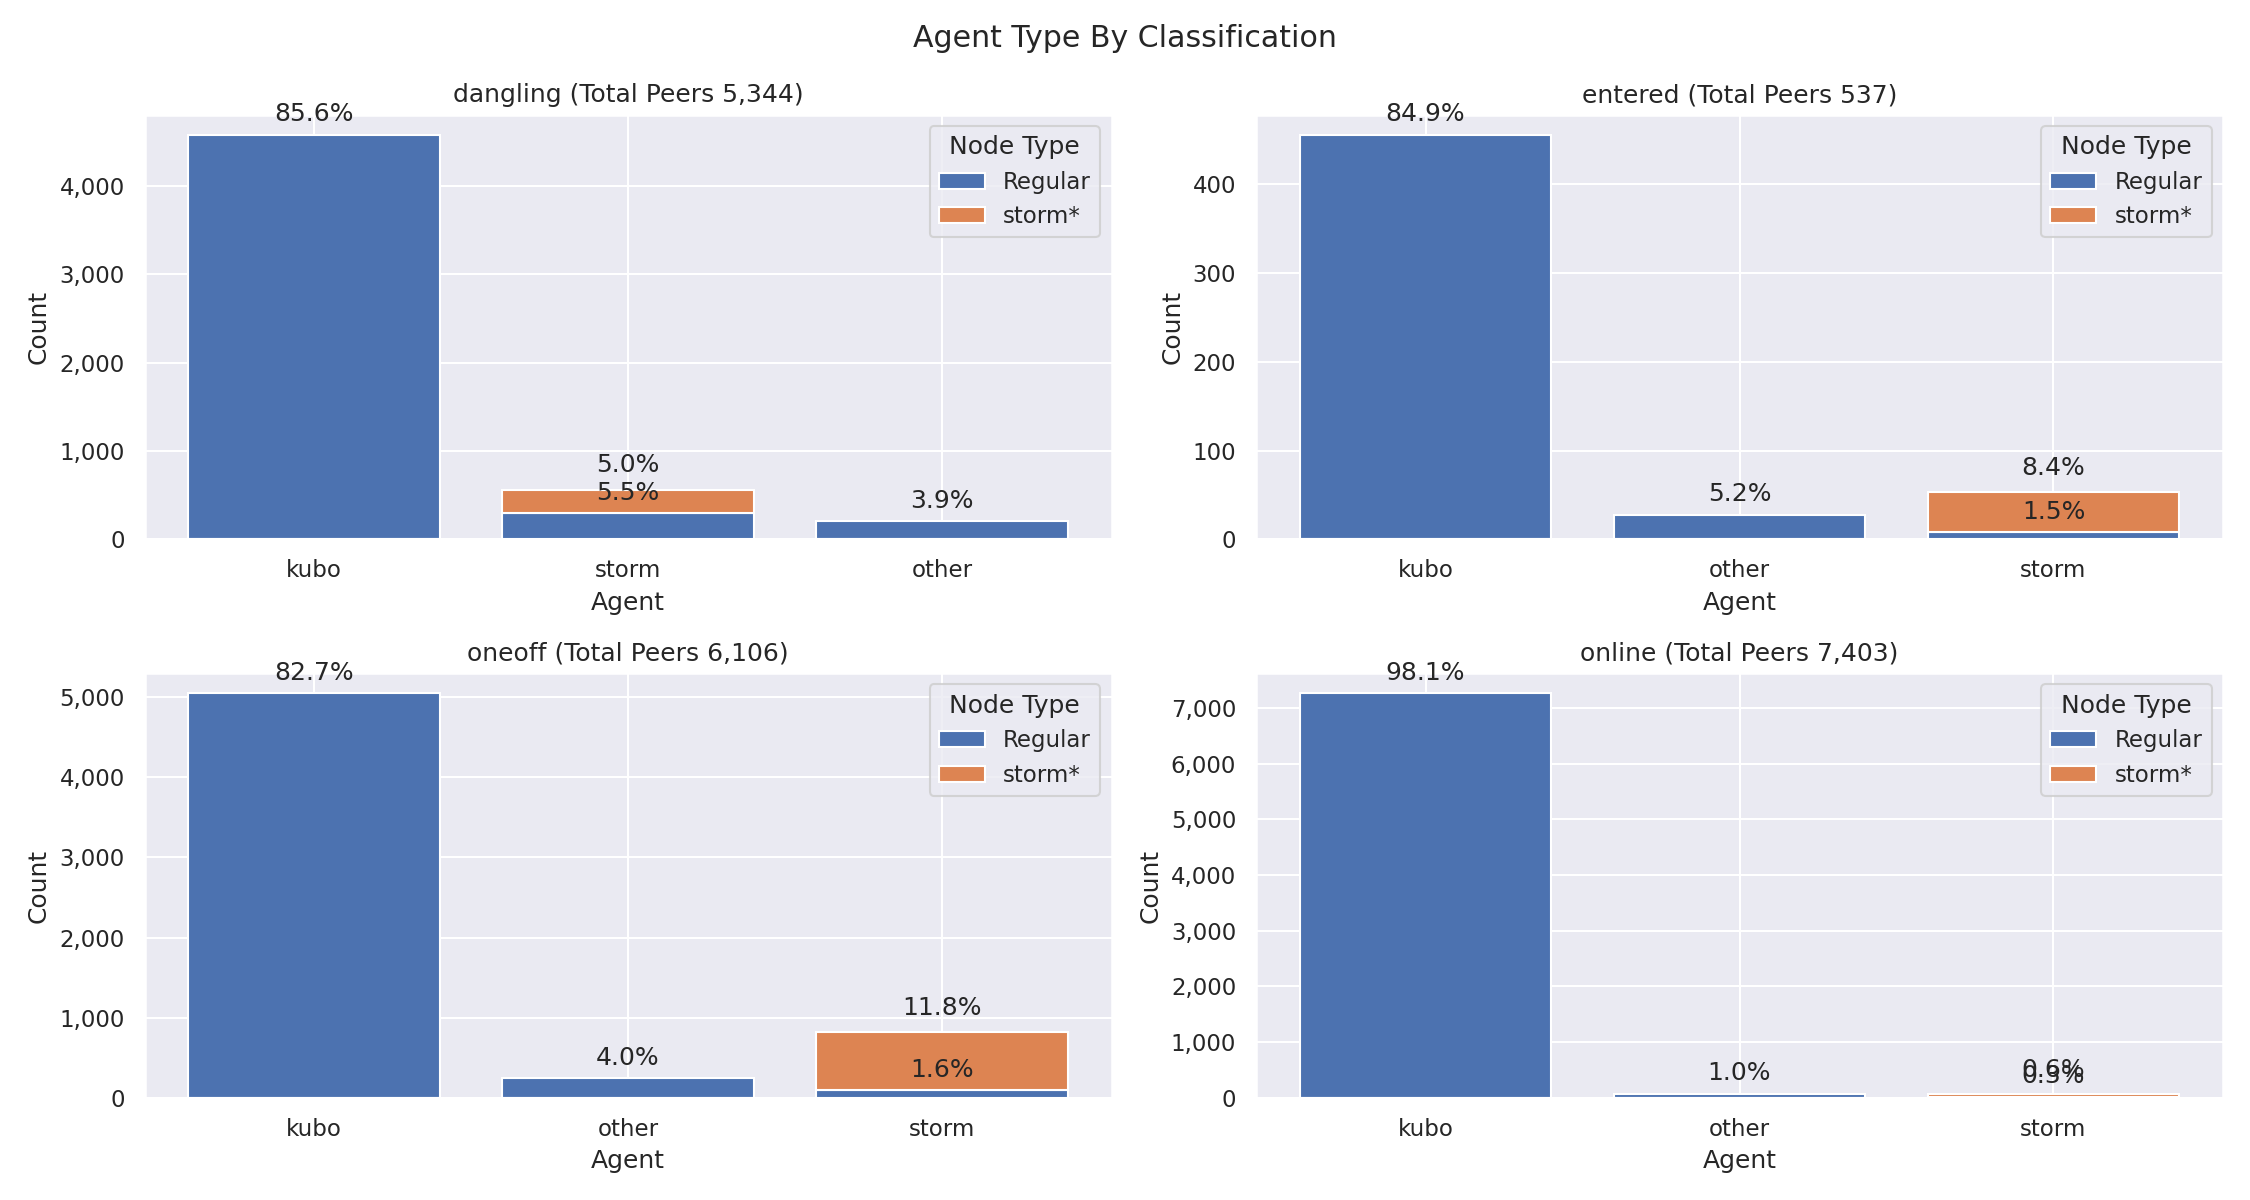 Agent Type By Classification
dangling (Total Peers 5,344)
85.6%
Node Type
Regular
storm*
4,000
3,000
2,000
1,000
0
Count
5.0%
5.5%
3.9%
kubo
storm
other
Agent
entered (Total Peers 537)
84.9%
Node Type
Regular
storm*
400
300
200
100
0
Count
5.2%
8.4%
1.5%
kubo
other
storm
Agent
oneoff (Total Peers 6,106)
82.7%
Node Type
Regular
storm*
5,000
4,000
3,000
2,000
1,000
0
Count
4.0%
11.8%
1.6%
kubo
other
storm
Agent
online (Total Peers 7,403)
98.1%
Node Type
Regular
storm*
7,000
6,000
5,000
4,000
3,000
2,000
1,000
0
Count
1.0%
0.6%
kubo
other
storm
Agent